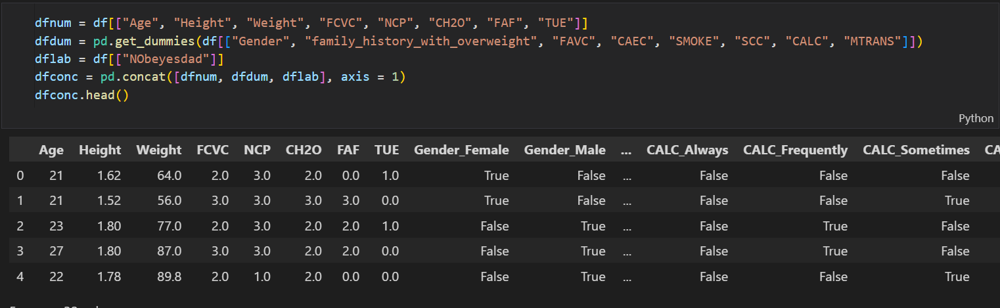 dfnum = df[["Age", "Height", "Weight", "FCVC", "NCP", "CH2O", "FAF", "TUE"]]
dfdum = pd.get_dummies(df[["Gender", "family_history_with_overweight", "FAVC", "CAEC", "SMOKE", "SCC", "CALC", "MTRANS"]])
dflab = df[["NObeyesdad"]]
dfconc = pd.concat([dfnum, dfdum, dflab], axis = 1)
dfconc.head()
Python
Age Height Weight FCVC NCP CH2O FAF TUE Gender_Female Gender_Male ... CALC_Always CALC_Frequently CALC_Sometimes CA
0 21 1.62 64.0 2.0 3.0 2.0 0.0 1.0 True False ... False False False
1 21 1.52 56.0 3.0 3.0 3.0 3.0 0.0 True False ... False False True
2 23 1.80 77.0 2.0 3.0 2.0 2.0 1.0 False True ... False True False
3 27 1.80 87.0 3.0 3.0 2.0 2.0 0.0 False True ... False True False
4 22 1.78 89.8 2.0 1.0 2.0 0.0 0.0 False True ... False False True